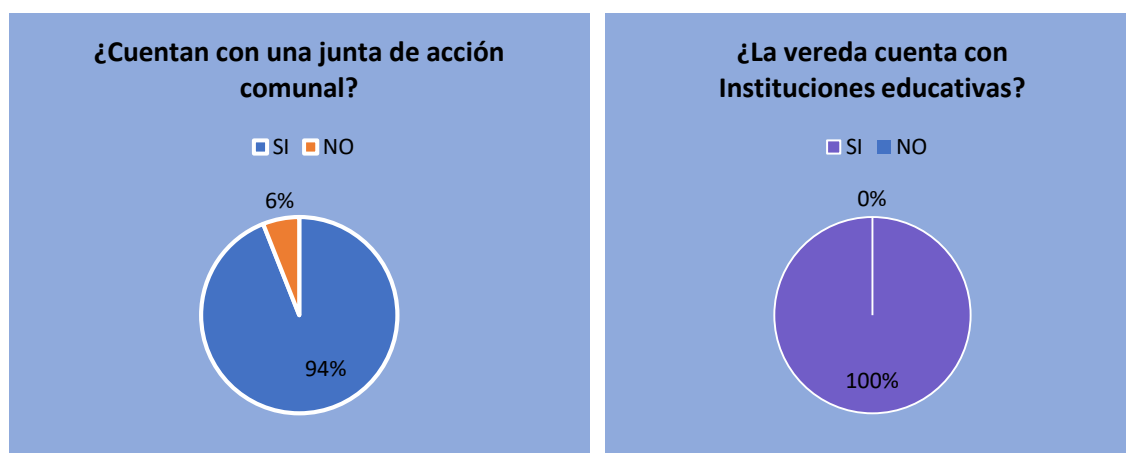 ¿Cuentan con una junta de acción
comunal?
SI NO
6%
94%
¿La vereda cuenta con
Instituciones educativas?
SI NO
0%
100%